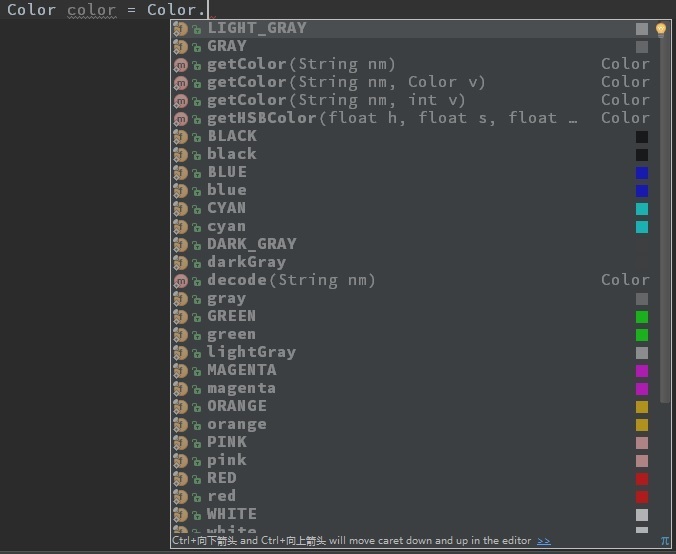 Color color = Color.
LIGHT_GRAY
GRAY
getColor(String nm) Color
getColor(String nm, Color v) Color
getColor(String nm, int v) Color
getHSBColor(float h, float s, float … Color
BLACK
black
BLUE
blue
CYAN
cyan
DARK_GRAY
darkGray
decode(String nm) Color
gray
GREEN
green
lightGray
MAGENTA
magenta
ORANGE
orange
PINK
pink
RED
red
WHITE
white
Ctrl+向下箭头 and Ctrl+向上箭头 will move caret down and up in the editor >> π